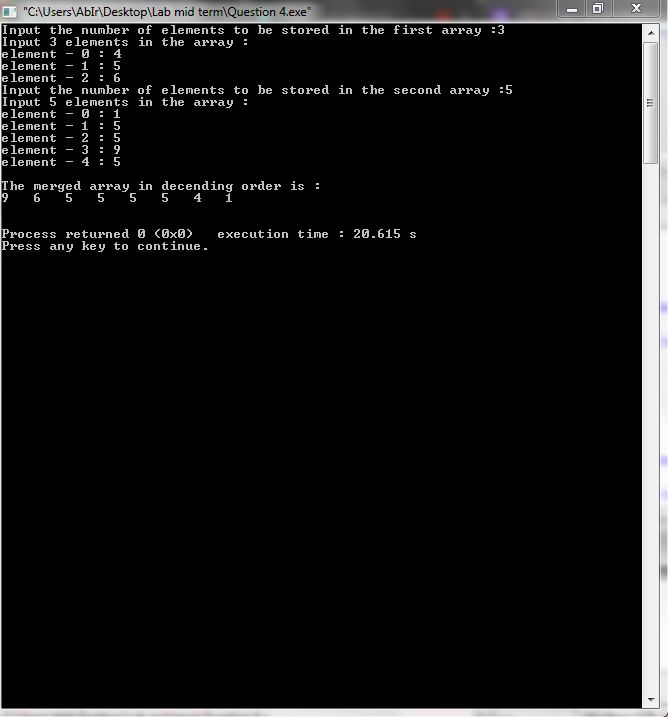 "C:\Users\AbIr\Desktop\Lab mid term\Question 4.exe"
Input the number of elements to be stored in the first array :3
Input 3 elements in the array :
element - 0 : 4
element - 1 : 5
element - 2 : 6
Input the number of elements to be stored in the second array :5
Input 5 elements in the array :
element - 0 : 1
element - 1 : 5
element - 2 : 5
element - 3 : 9
element - 4 : 5
The merged array in decending order is :
9   6   5   5   5   5   4   1
Process returned 0 (0x0)   execution time : 20.615 s
Press any key to continue.